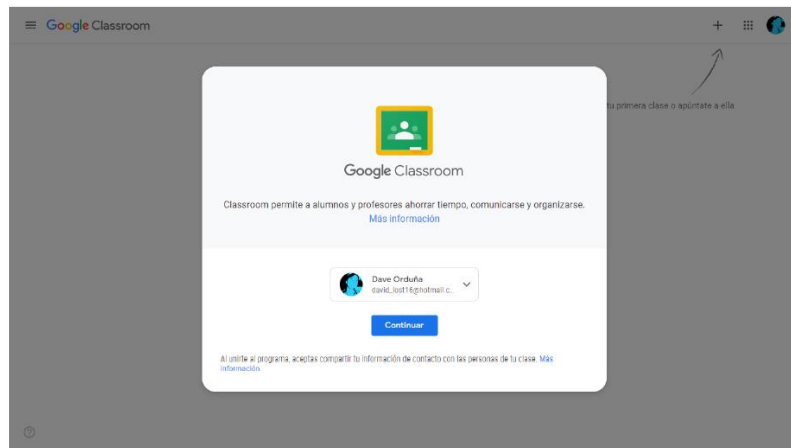 Google Classroom
tu primera clase o apúntate a ella
Google Classroom
Classroom permite a alumnos y profesores ahorrar tiempo, comunicarse y organizarse.
Más información
Dave Orduña
david_lost16@hotmail.c...
Continuar
Al unirte al programa, aceptas compartir tu información de contacto con las personas de tu clase. Más
información